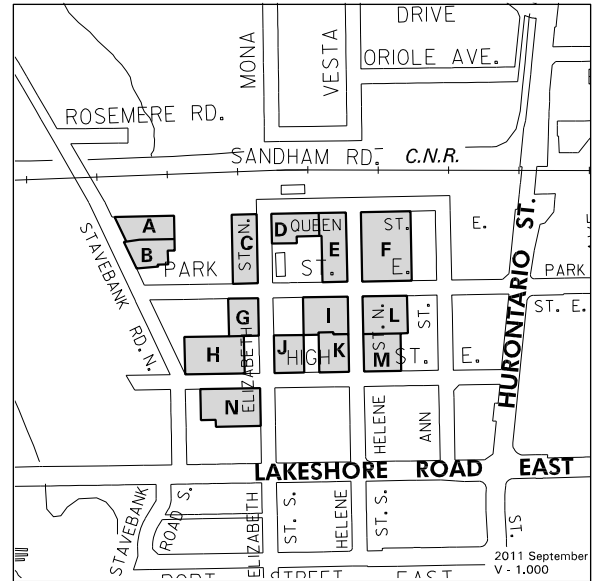 DRIVE
MONA
VESTA
ORIOLE AVE.
ROSEMERE RD.
SANDHAM RD. C.N.R.
STAVEBANK RD. N.
A
B
ST. N.
C
D
QUEEN
E
ST.
F
E.
PARK
ST.
E.
PARK
ST. E.
HURONTARIO ST.
G
H
I
J
K
HIGH
L
ST. N.
ST.
M
ST.
E.
N
ELIZABETH
HELENE
ANN
LAKESHORE ROAD EAST
STAVEBANK
ROAD S.
ELIZABETH
ST. S.
HELENE
ST. S.
ST.
PORT STREET EAST
2011 September
V - 1.000